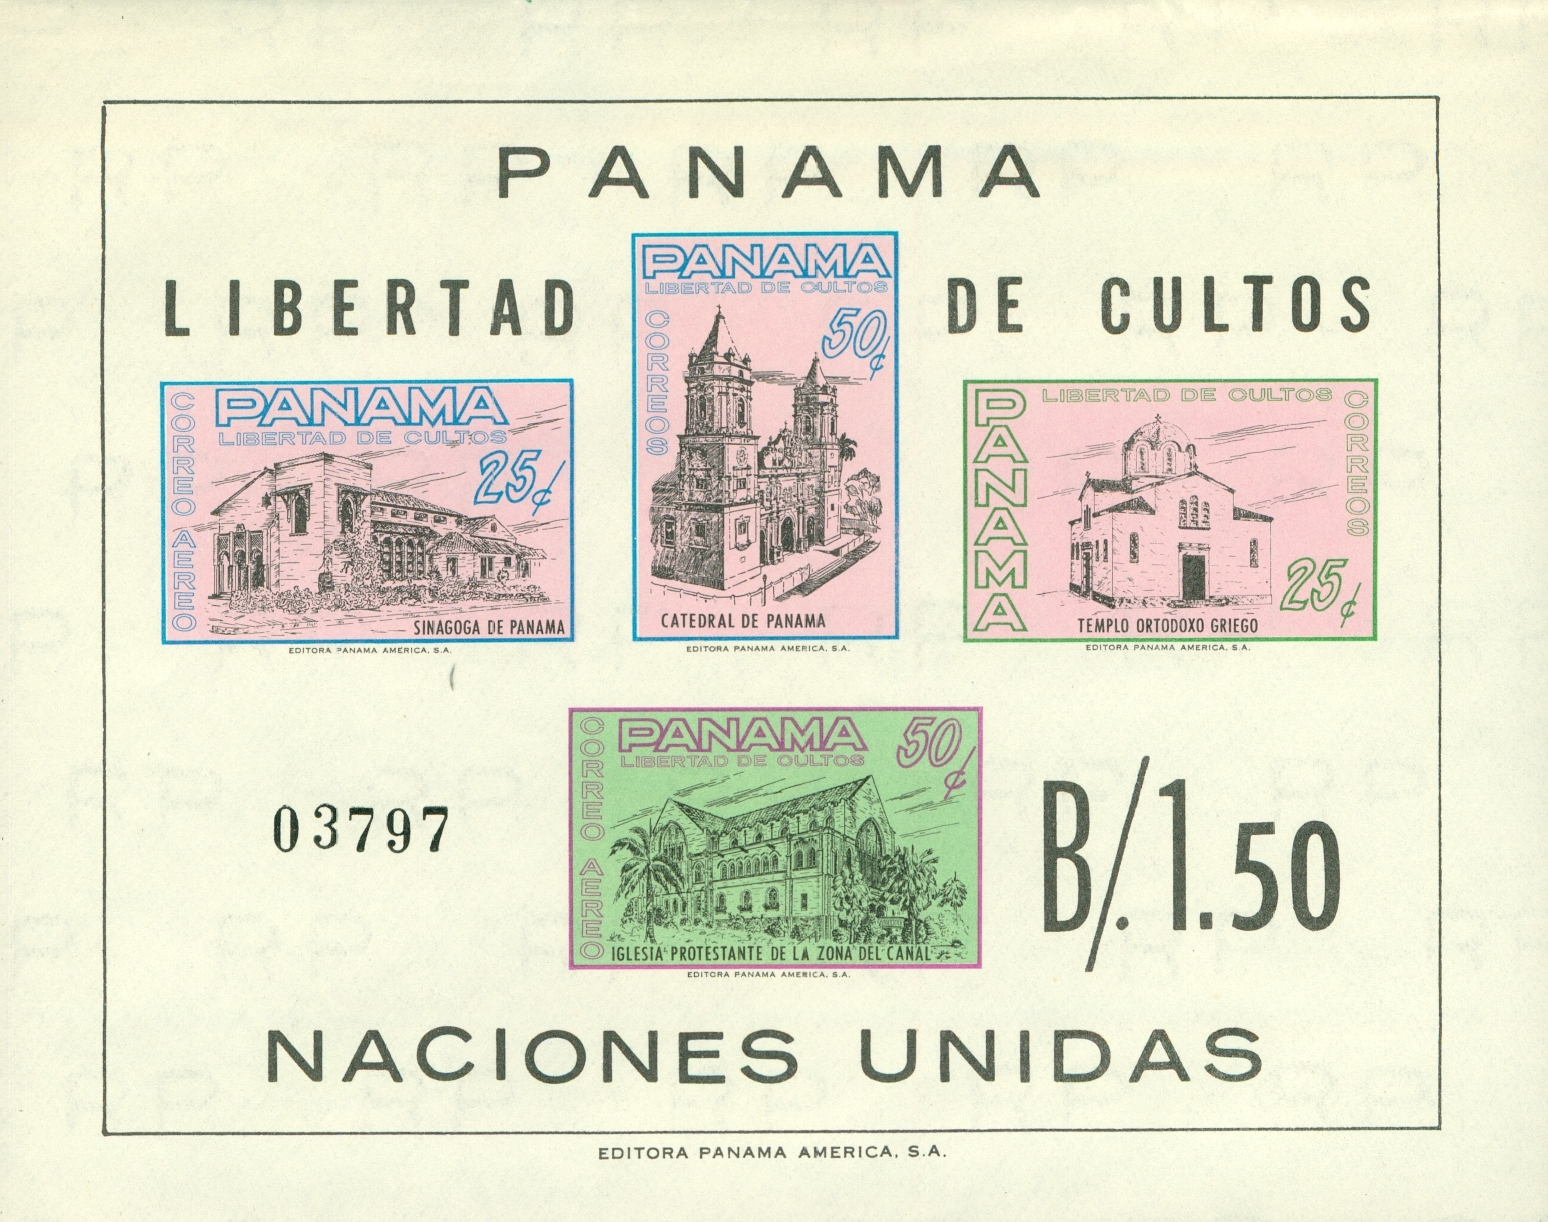 PANAMA
LIBERTAD DE CULTOS
PANAMA
LIBERTAD DE CULTOS
CORREO AEREO
25¢
SINAGOGA DE PANAMA
EDITORA PANAMA AMERICA, S.A.
PANAMA
LIBERTAD DE CULTOS
CORREOS
50¢
CATEDRAL DE PANAMA
EDITORA PANAMA AMERICA, S.A.
PANAMA
LIBERTAD DE CULTOS
CORREOS
25¢
TEMPLO ORTODOXO GRIEGO
EDITORA PANAMA AMERICA, S.A.
03797
PANAMA
LIBERTAD DE CULTOS
CORREO AEREO
50¢
IGLESIA PROTESTANTE DE LA ZONA DEL CANAL
EDITORA PANAMA AMERICA, S.A.
B/.1.50
NACIONES UNIDAS
EDITORA PANAMA AMERICA, S.A.